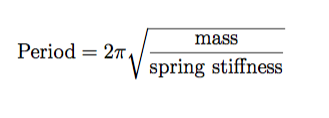 Period = 2π√(mass / spring stiffness)